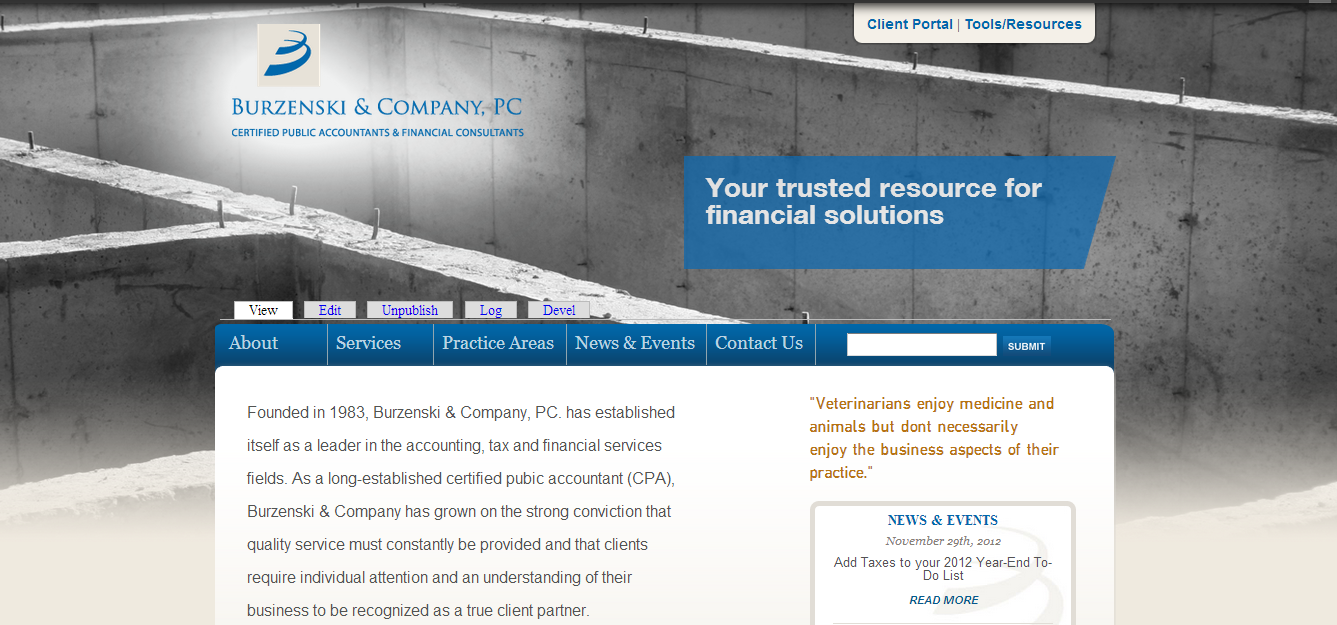 Client Portal | Tools/Resources
BURZENSKI & COMPANY, PC
CERTIFIED PUBLIC ACCOUNTANTS & FINANCIAL CONSULTANTS
Your trusted resource for
financial solutions
View Edit Unpublish Log Devel
About Services Practice Areas News & Events Contact Us SUBMIT
Founded in 1983, Burzenski & Company, PC. has established
itself as a leader in the accounting, tax and financial services
fields. As a long-established certified pubic accountant (CPA),
Burzenski & Company has grown on the strong conviction that
quality service must constantly be provided and that clients
require individual attention and an understanding of their
business to be recognized as a true client partner.
"Veterinarians enjoy medicine and
animals but dont necessarily
enjoy the business aspects of their
practice."
NEWS & EVENTS
November 29th, 2012
Add Taxes to your 2012 Year-End To-
Do List
READ MORE